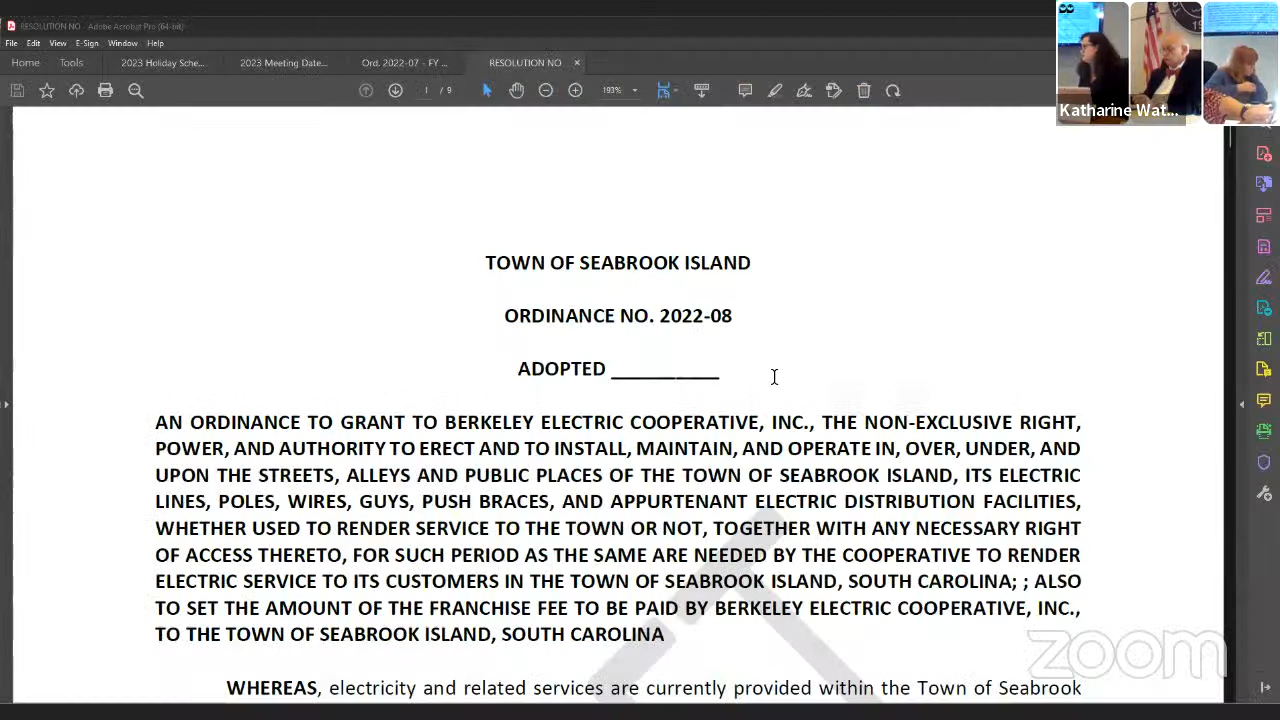 RESOLUTION NO - Adobe Acrobat Pro (64-bit)
File Edit View E-Sign Window Help
Home Tools 2023 Holiday Sche... 2023 Meeting Date... Ord. 2022-07 - FY ... RESOLUTION NO ×
1 / 9 193%
Katharine Wat...
TOWN OF SEABROOK ISLAND
ORDINANCE NO. 2022-08
ADOPTED __________
AN ORDINANCE TO GRANT TO BERKELEY ELECTRIC COOPERATIVE, INC., THE NON-EXCLUSIVE RIGHT,
POWER, AND AUTHORITY TO ERECT AND TO INSTALL, MAINTAIN, AND OPERATE IN, OVER, UNDER, AND
UPON THE STREETS, ALLEYS AND PUBLIC PLACES OF THE TOWN OF SEABROOK ISLAND, ITS ELECTRIC
LINES, POLES, WIRES, GUYS, PUSH BRACES, AND APPURTENANT ELECTRIC DISTRIBUTION FACILITIES,
WHETHER USED TO RENDER SERVICE TO THE TOWN OR NOT, TOGETHER WITH ANY NECESSARY RIGHT
OF ACCESS THERETO, FOR SUCH PERIOD AS THE SAME ARE NEEDED BY THE COOPERATIVE TO RENDER
ELECTRIC SERVICE TO ITS CUSTOMERS IN THE TOWN OF SEABROOK ISLAND, SOUTH CAROLINA; ; ALSO
TO SET THE AMOUNT OF THE FRANCHISE FEE TO BE PAID BY BERKELEY ELECTRIC COOPERATIVE, INC.,
TO THE TOWN OF SEABROOK ISLAND, SOUTH CAROLINA
WHEREAS, electricity and related services are currently provided within the Town of Seabrook
zoom